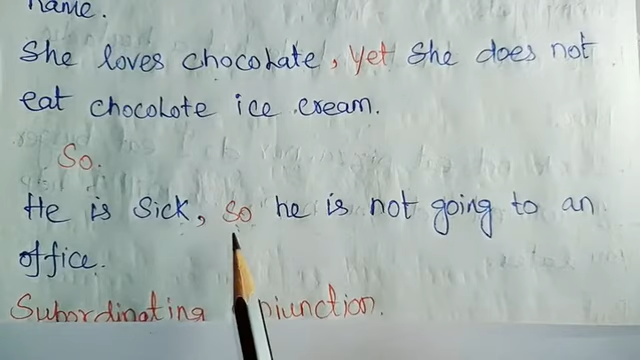 name.
She loves chocolate, yet she does not
eat chocolote ice cream.
So.
He is sick, so he is not going to an
office.
Subordinating njunction.